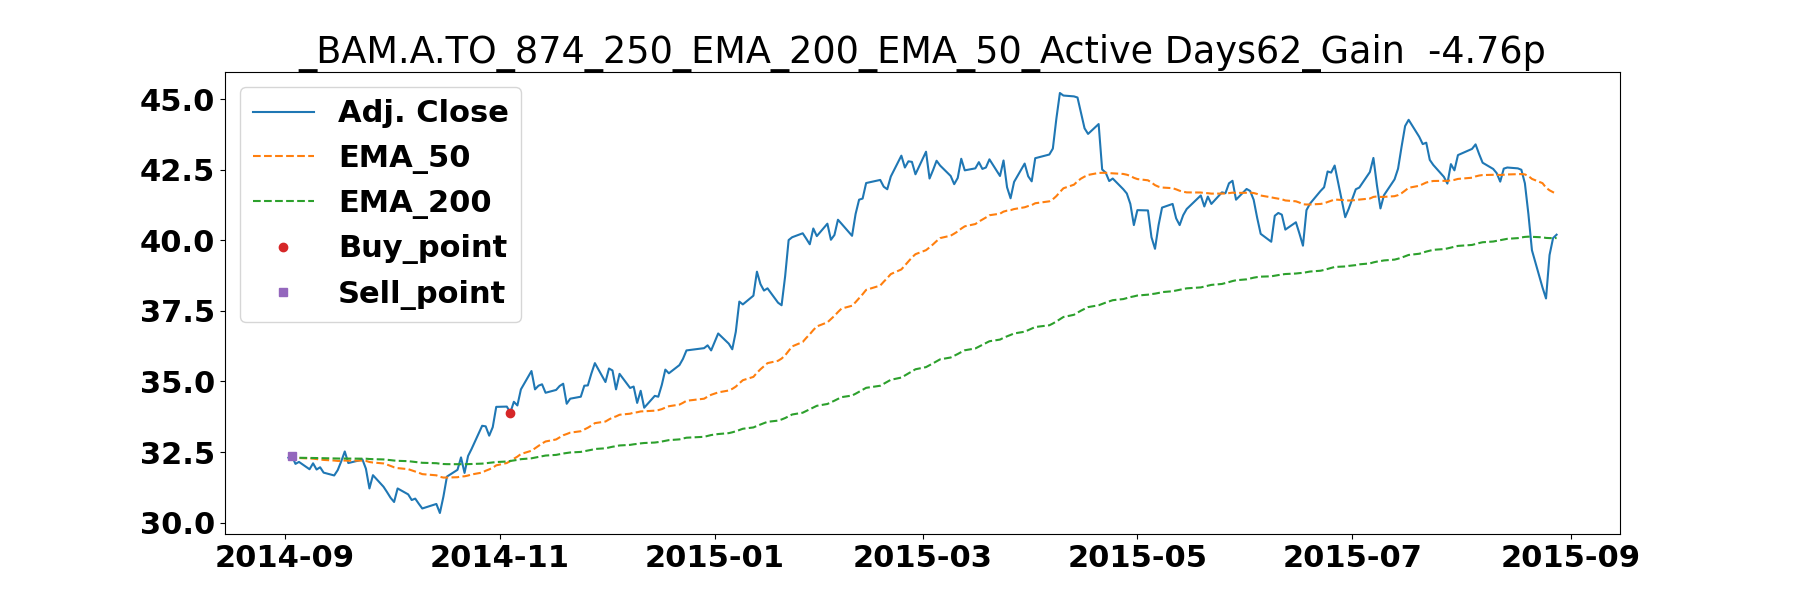 _BAM.A.TO_874_250_EMA_200_EMA_50_Active Days62_Gain  -4.76p
45.0
42.5
40.0
37.5
35.0
32.5
30.0
Adj. Close
EMA_50
EMA_200
Buy_point
Sell_point
2014-09 2014-11 2015-01 2015-03 2015-05 2015-07 2015-09